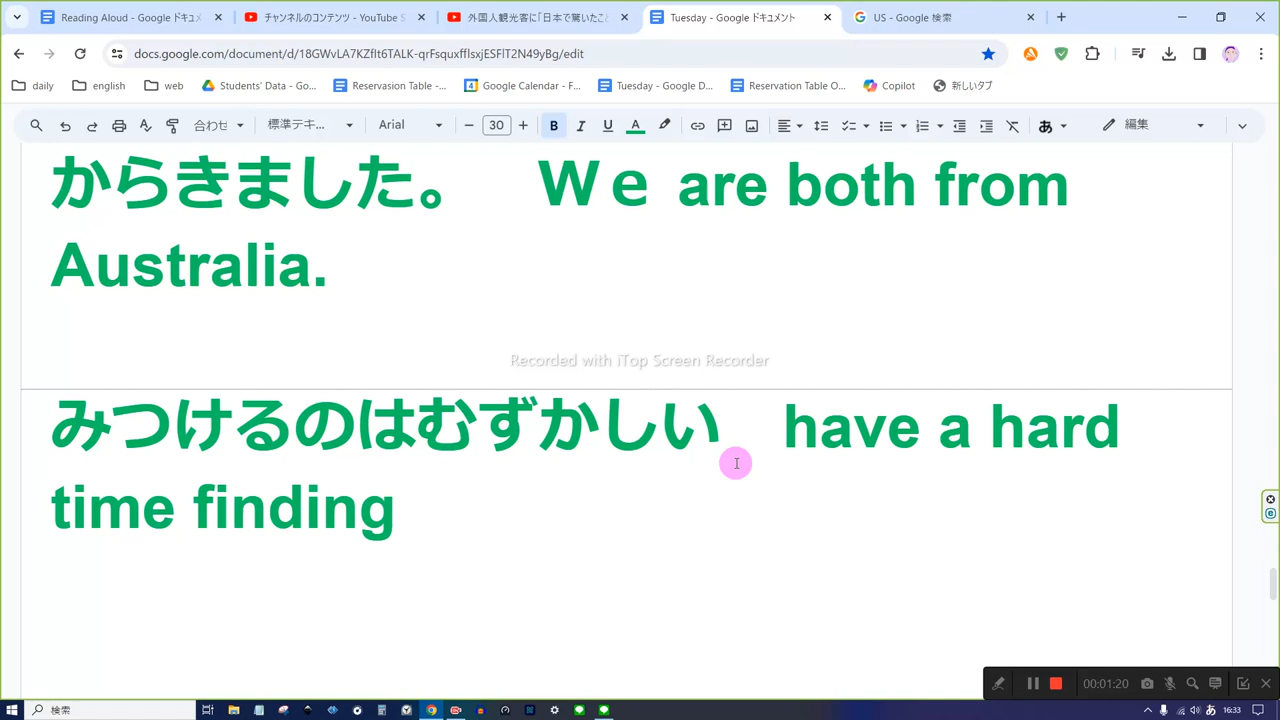 Reading Aloud - Google ドキュメ
チャンネルのコンテンツ - YouTube
外国人観光客に「日本で驚いたこ
Tuesday - Google ドキュメント
US - Google 検索
docs.google.com/document/d/18GWvLA7KZflt6TALK-qrFsquxfflsxjESFlT2N49yBg/edit
daily
english
web
Students' Data - Go...
Reservasion Table -...
Google Calendar - F...
Tuesday - Google D...
Reservation Table O...
Copilot
新しいタブ
合わせ
標準テキ...
Arial
30
編集
からきました。 Ｗｅ are both from
Australia.
Recorded with iTop Screen Recorder
みつけるのはむずかしい have a hard
time finding
00:01:20
検索
あ
16:33